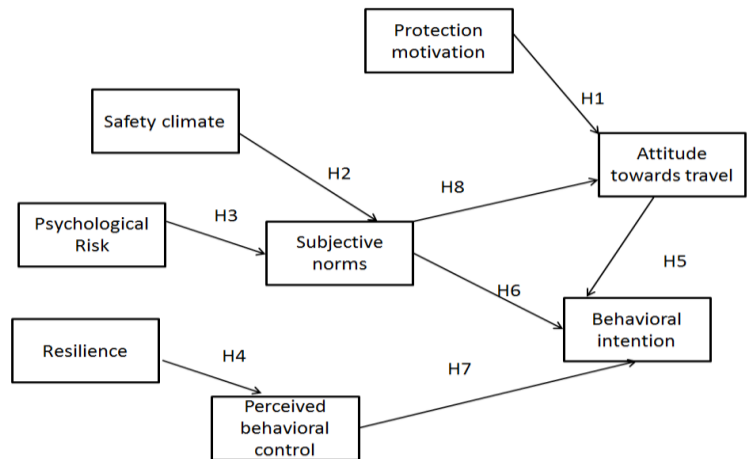 Protection
motivation
H1
Safety climate
Attitude
towards travel
H2
H8
H3
Psychological
Risk
Subjective
norms
H5
H6
Behavioral
intention
Resilience
H4
H7
Perceived
behavioral
control